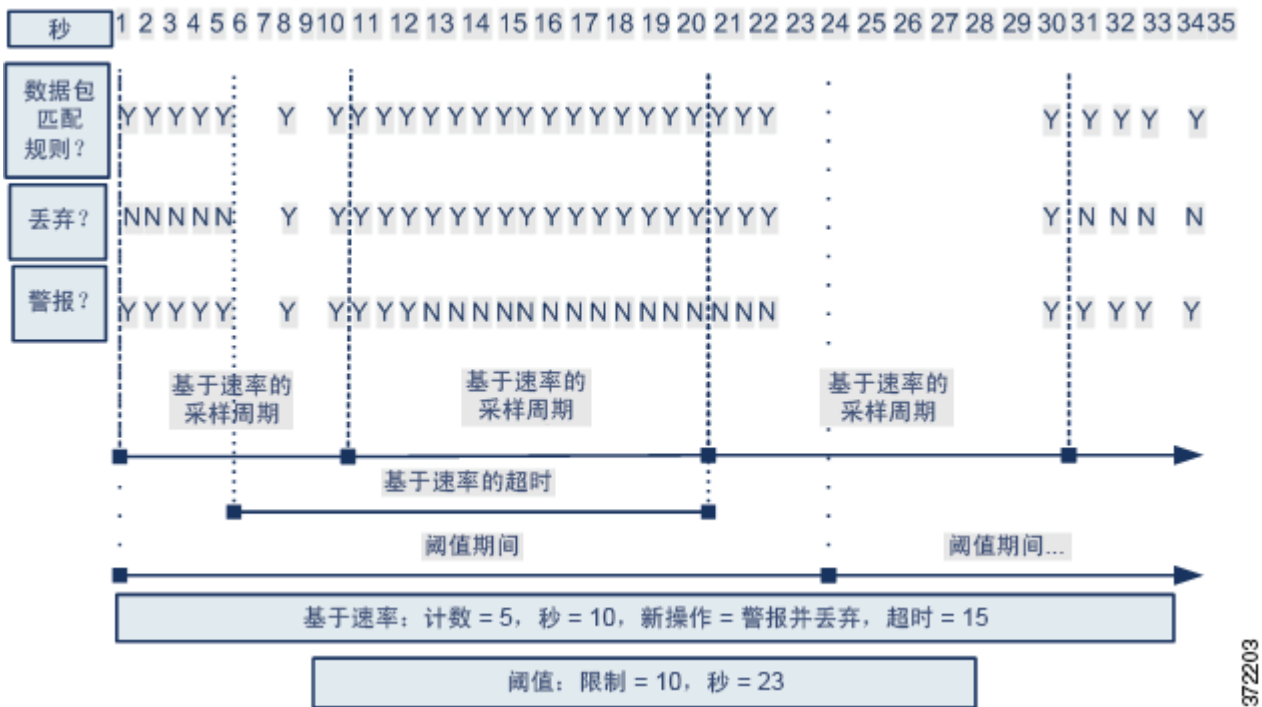 秒 1 2 3 4 5 6 7 8 9 10 11 12 13 14 15 16 17 18 19 20 21 22 23 24 25 26 27 28 29 30 31 32 33 34 35
数据包
匹配
规则？
Y Y Y Y Y Y Y Y Y Y Y Y Y Y Y Y Y Y Y Y Y Y Y Y Y Y Y Y Y Y
丢弃？ N N N N N Y Y Y Y Y Y Y Y Y Y Y Y Y Y Y Y Y Y Y Y Y N N N N
警报？ Y Y Y Y Y Y Y Y Y Y N N N N N N N N N N N N N N N Y Y Y Y Y
基于速率的
采样周期
基于速率的
采样周期
基于速率的
采样周期
基于速率的超时
阈值期间
阈值期间...
基于速率：计数 = 5，秒 = 10，新操作 = 警报并丢弃，超时 = 15
阈值：限制 = 10，秒 = 23
372203